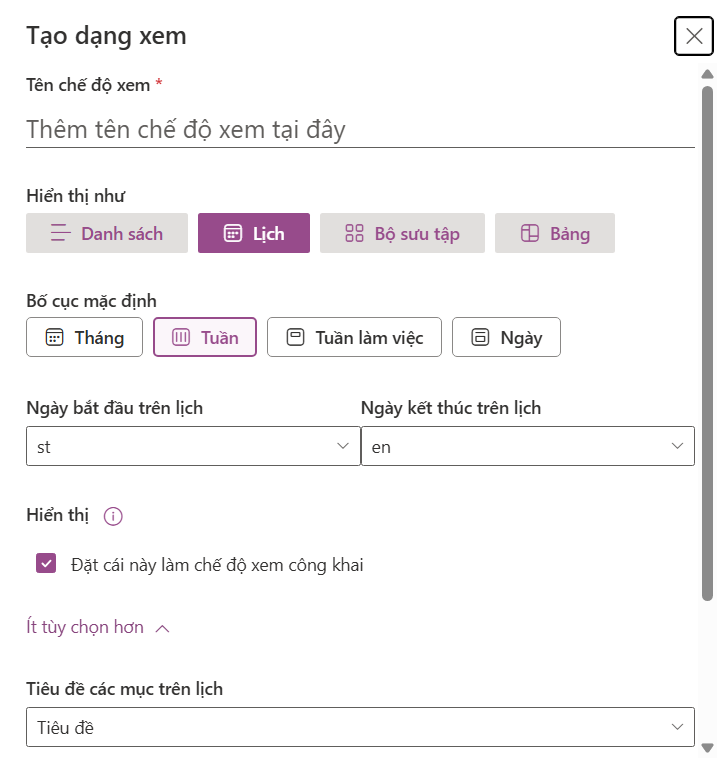 Tạo dạng xem
Tên chế độ xem *
Thêm tên chế độ xem tại đây
Hiển thị như
Danh sách Lịch Bộ sưu tập Bảng
Bố cục mặc định
Tháng Tuần Tuần làm việc Ngày
Ngày bắt đầu trên lịch Ngày kết thúc trên lịch
st en
Hiển thị
Đặt cái này làm chế độ xem công khai
Ít tùy chọn hơn
Tiêu đề các mục trên lịch
Tiêu đề